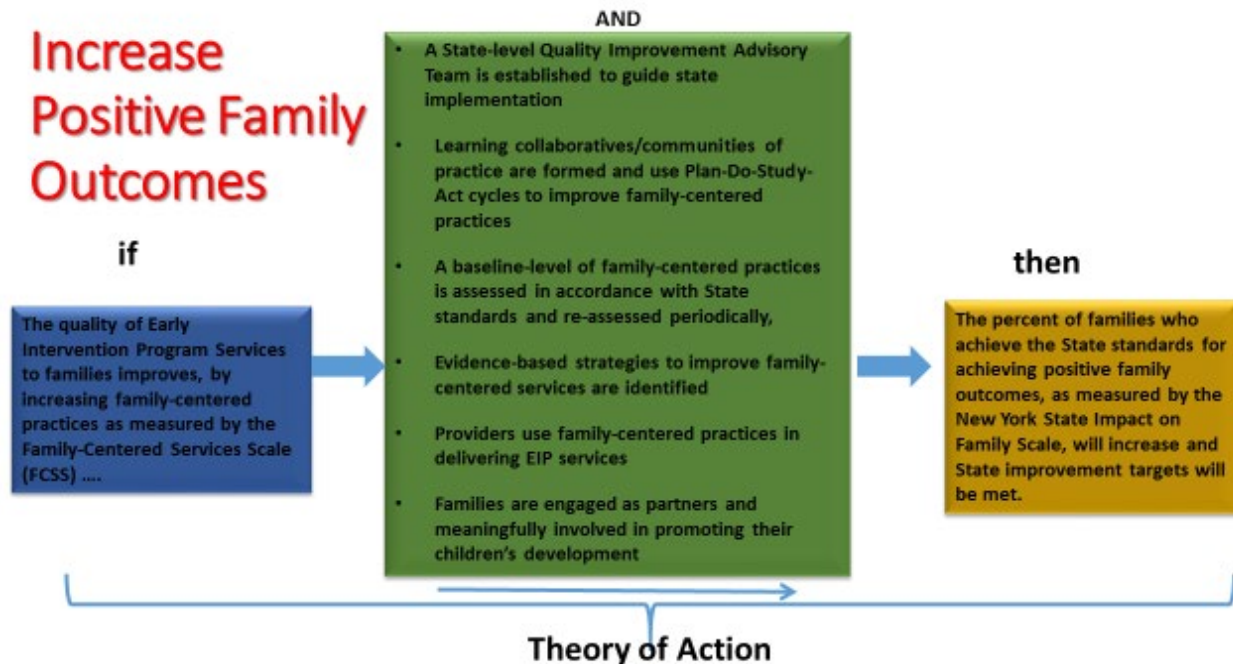 Increase
Positive Family
Outcomes
if
The quality of Early
Intervention Program Services
to families improves, by
increasing family-centered
practices as measured by the
Family-Centered Services Scale
(FCSS) ....
AND
• A State-level Quality Improvement Advisory
Team is established to guide state
implementation
• Learning collaboratives/communities of
practice are formed and use Plan-Do-Study-
Act cycles to improve family-centered
practices
• A baseline-level of family-centered practices
is assessed in accordance with State
standards and re-assessed periodically,
• Evidence-based strategies to improve family-
centered services are identified
• Providers use family-centered practices in
delivering EIP services
• Families are engaged as partners and
meaningfully involved in promoting their
children's development
then
The percent of families who
achieve the State standards for
achieving positive family
outcomes, as measured by the
New York State Impact on
Family Scale, will increase and
State improvement targets will
be met.
Theory of Action